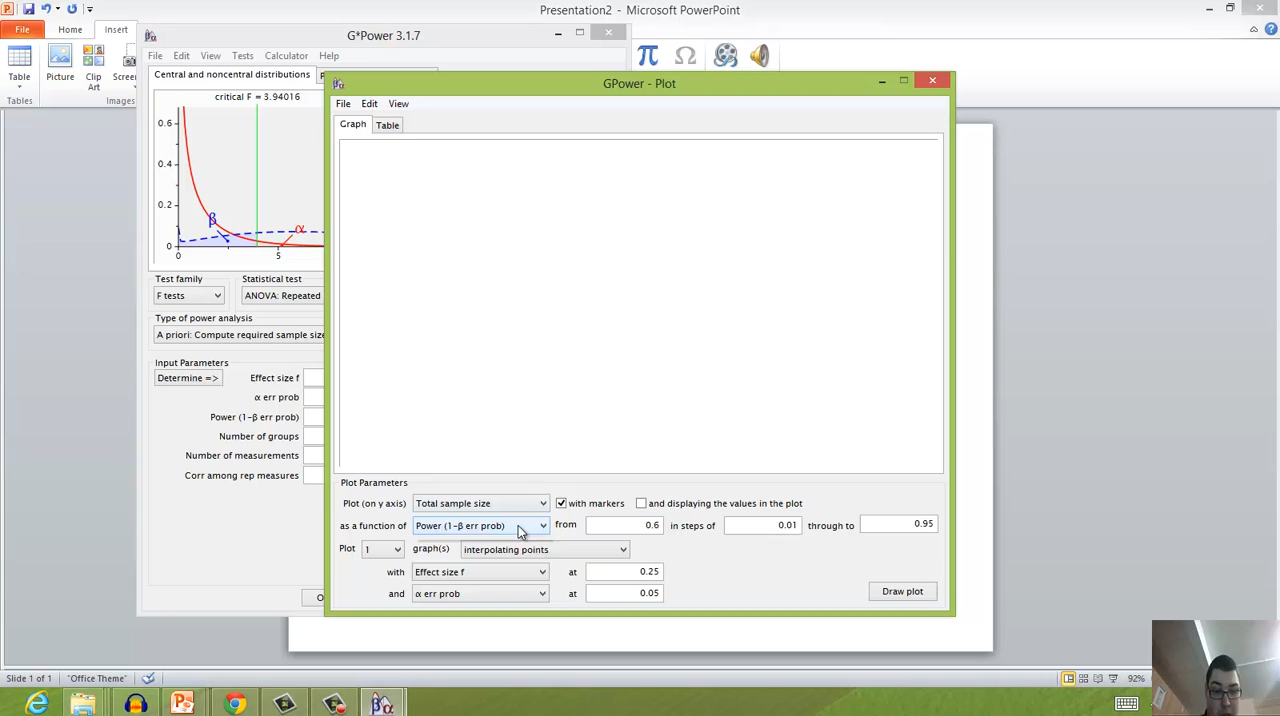 Presentation2 - Microsoft PowerPoint
File
Home
Insert
Table
Picture
Clip
Art
Screen
Tables
Images
G*Power 3.1.7
File Edit View Tests Calculator Help
Central and noncentral distributions
critical F = 3.94016
0.6
0.4
0.2
0
β
α
0
5
Test family
Statistical test
F tests
ANOVA: Repeated
Type of power analysis
A priori: Compute required sample size
Input Parameters
Determine =>
Effect size f
α err prob
Power (1-β err prob)
Number of groups
Number of measurements
Corr among rep measures
βα
GPower - Plot
File Edit View
Graph
Table
Plot Parameters
Plot (on y axis)
Total sample size
with markers
and displaying the values in the plot
as a function of
Power (1-β err prob)
from
0.6
in steps of
0.01
through to
0.95
Plot
1
graph(s)
interpolating points
with
Effect size f
at
0.25
and
α err prob
at
0.05
Draw plot
π Ω
Slide 1 of 1
"Office Theme"
92%